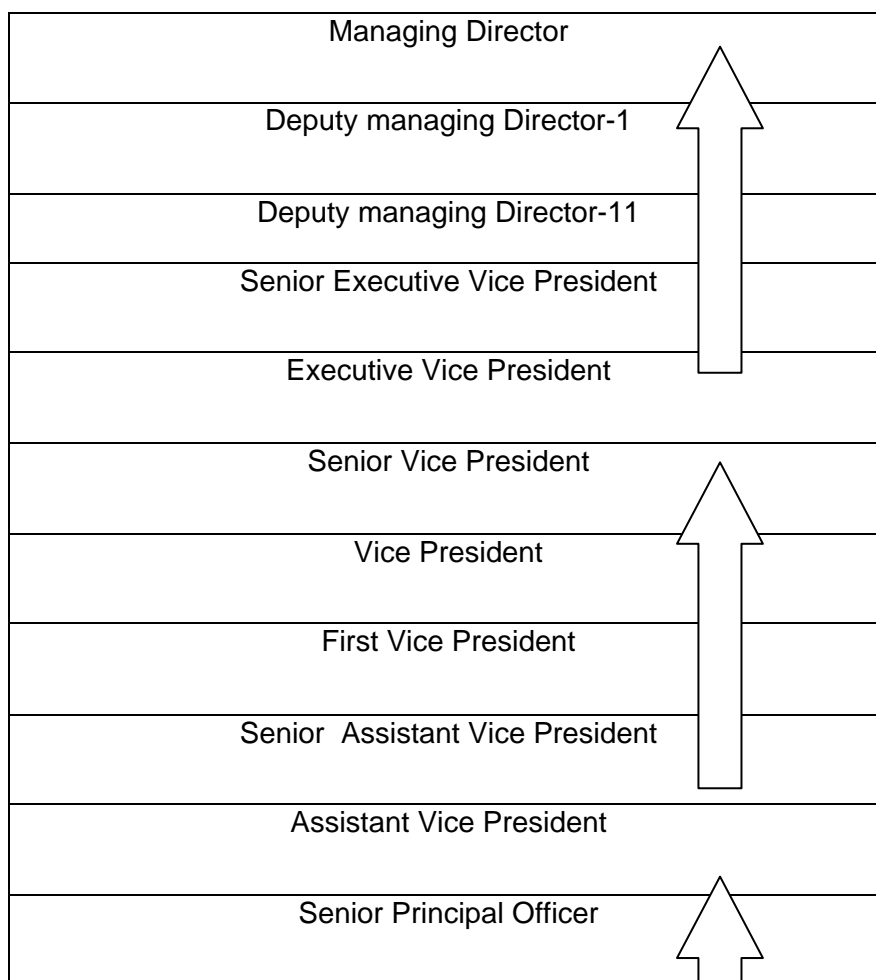 Managing Director
Deputy managing Director-1
Deputy managing Director-11
Senior Executive Vice President
Executive Vice President
Senior Vice President
Vice President
First Vice President
Senior  Assistant Vice President
Assistant Vice President
Senior Principal Officer